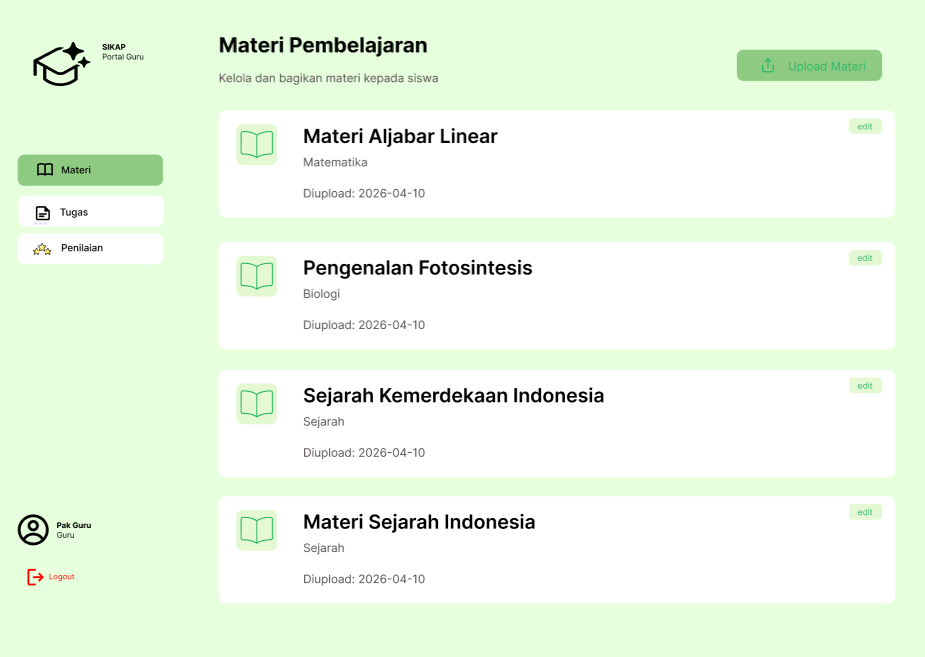 SIKAP
Portal Guru
Materi
Tugas
Penilaian
Pak Guru
Guru
Logout
Materi Pembelajaran
Kelola dan bagikan materi kepada siswa
Upload Materi
Materi Aljabar Linear
edit
Matematika
Diupload: 2026-04-10
Pengenalan Fotosintesis
edit
Biologi
Diupload: 2026-04-10
Sejarah Kemerdekaan Indonesia
edit
Sejarah
Diupload: 2026-04-10
Materi Sejarah Indonesia
edit
Sejarah
Diupload: 2026-04-10